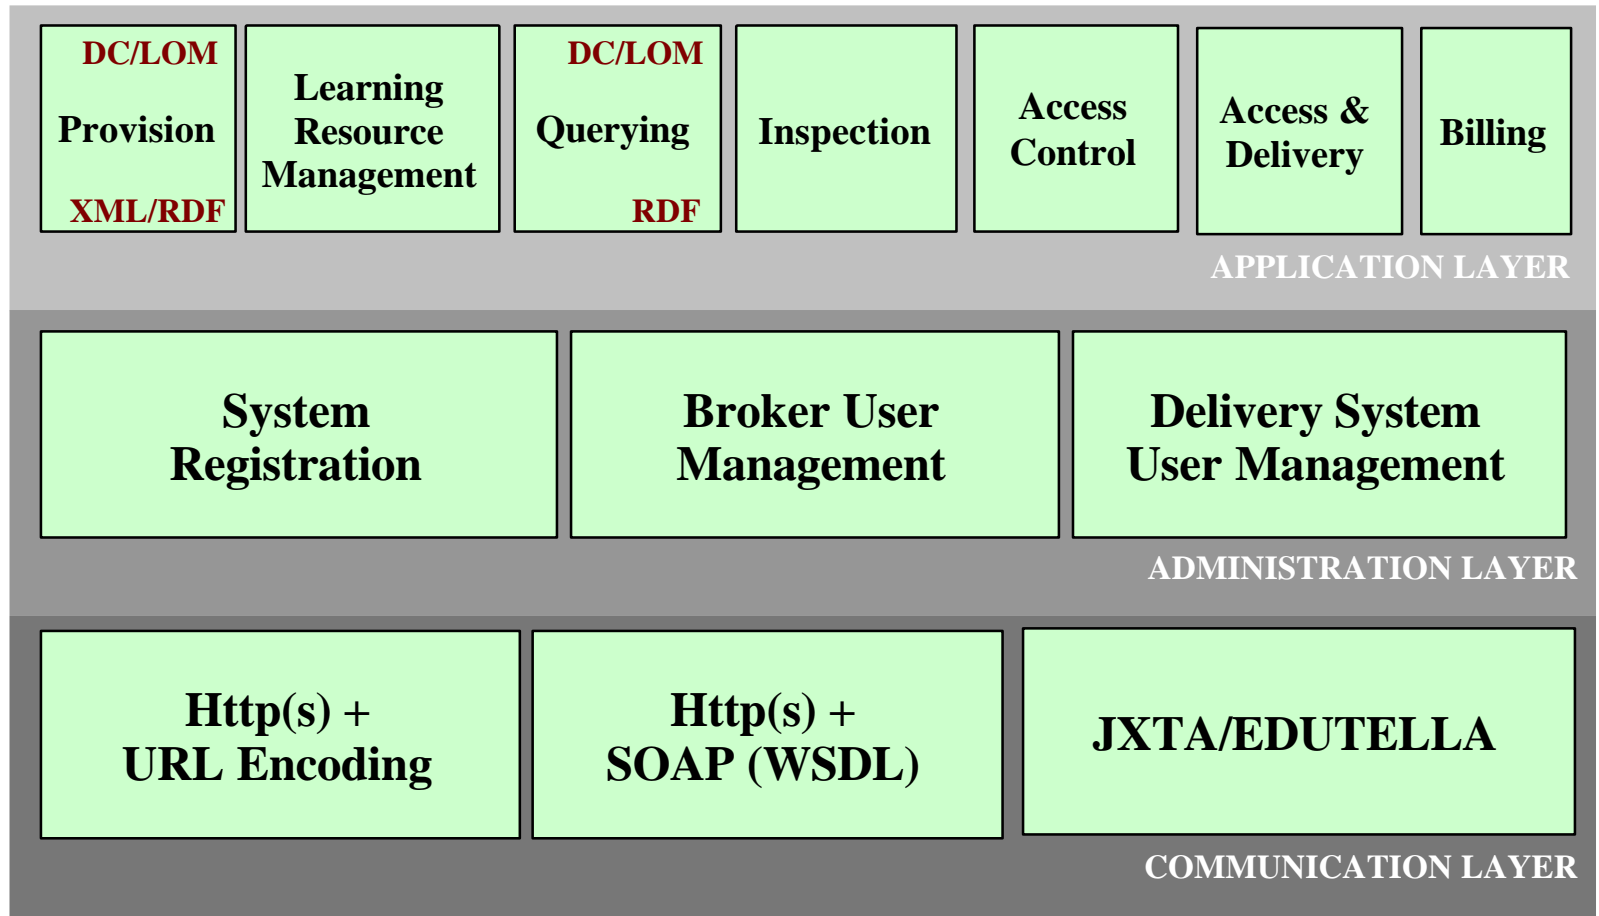 DC/LOM
Provision
XML/RDF
Learning
Resource
Management
DC/LOM
Querying
RDF
Inspection
Access
Control
Access &
Delivery
Billing
APPLICATION LAYER
System
Registration
Broker User
Management
Delivery System
User Management
ADMINISTRATION LAYER
Http(s) +
URL Encoding
Http(s) +
SOAP (WSDL)
JXTA/EDUTELLA
COMMUNICATION LAYER